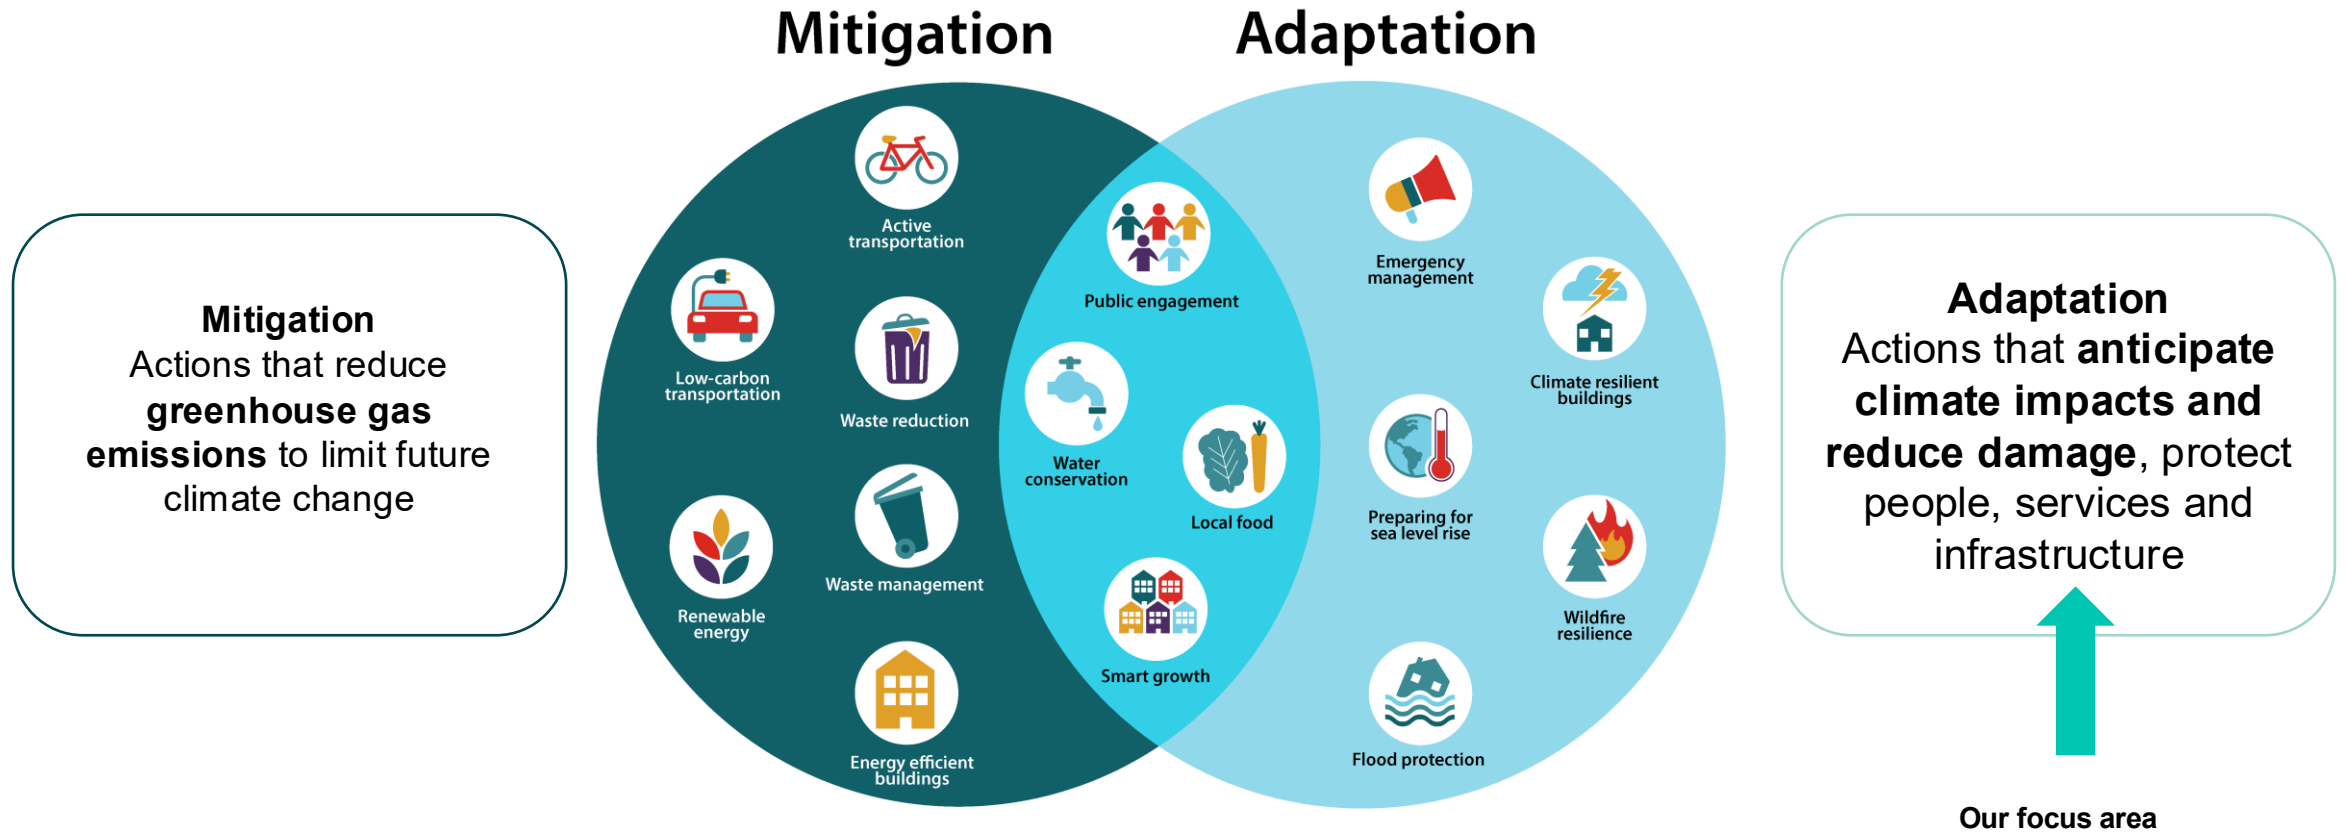 Mitigation
Adaptation
Mitigation
Actions that reduce
greenhouse gas
emissions to limit future
climate change
Active
transportation
Low-carbon
transportation
Waste reduction
Renewable
energy
Waste management
Energy efficient
buildings
Public engagement
Water
conservation
Local food
Smart growth
Emergency
management
Climate resilient
buildings
Preparing for
sea level rise
Wildfire
resilience
Flood protection
Adaptation
Actions that anticipate
climate impacts and
reduce damage, protect
people, services and
infrastructure
Our focus area